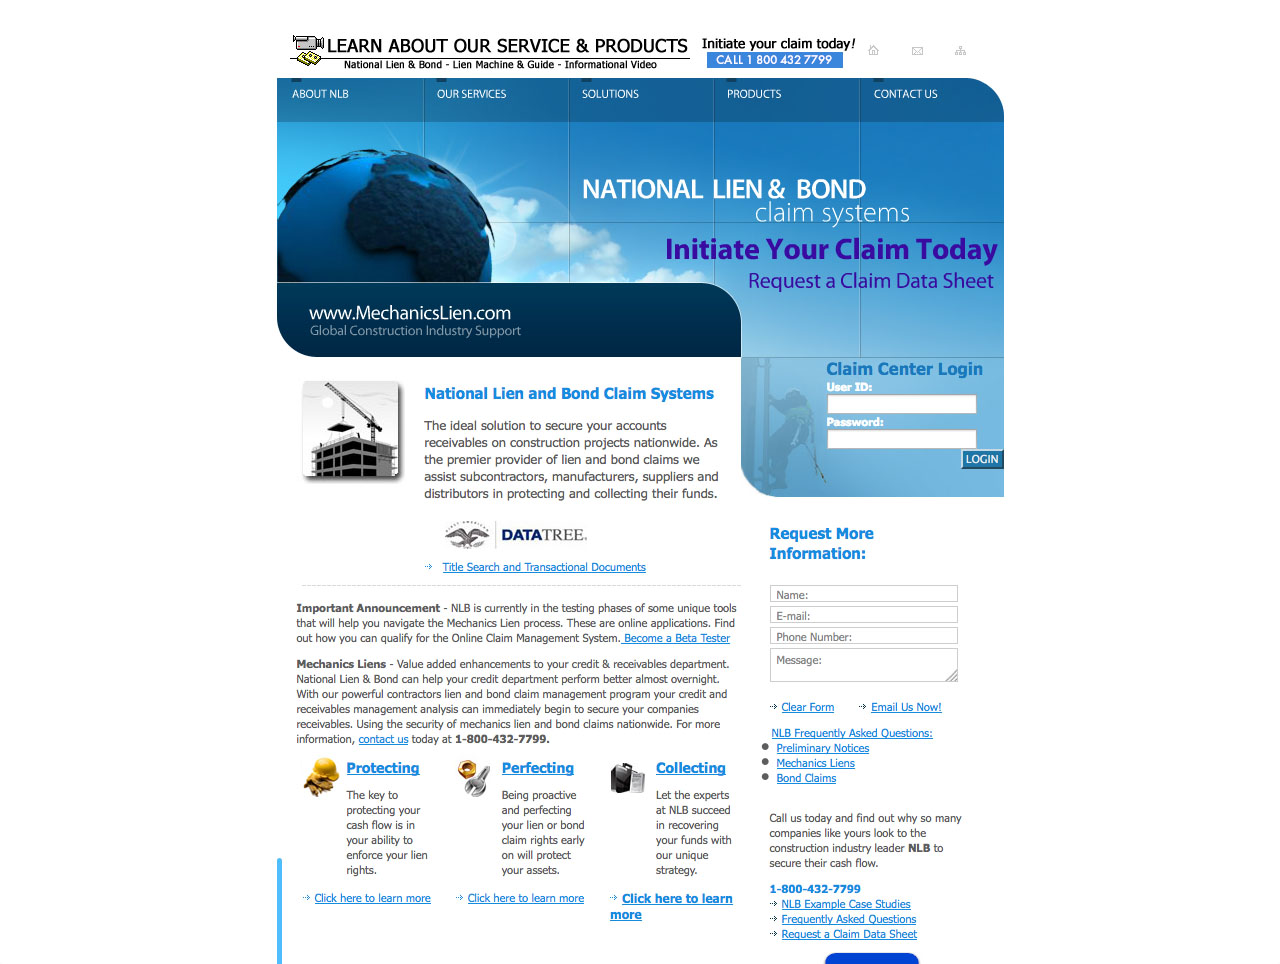 LEARN ABOUT OUR SERVICE & PRODUCTS
National Lien & Bond - Lien Machine & Guide - Informational Video
Initiate your claim today!
CALL 1 800 432 7799
ABOUT NLB
OUR SERVICES
SOLUTIONS
PRODUCTS
CONTACT US
NATIONAL LIEN & BOND
claim systems
Initiate Your Claim Today
Request a Claim Data Sheet
www.MechanicsLien.com
Global Construction Industry Support
Claim Center Login
User ID:
Password:
LOGIN
National Lien and Bond Claim Systems
The ideal solution to secure your accounts
receivables on construction projects nationwide. As
the premier provider of lien and bond claims we
assist subcontractors, manufacturers, suppliers and
distributors in protecting and collecting their funds.
FIRST AMERICAN
DATATREE
Title Search and Transactional Documents
Important Announcement - NLB is currently in the testing phases of some unique tools
that will help you navigate the Mechanics Lien process. These are online applications. Find
out how you can qualify for the Online Claim Management System. Become a Beta Tester
Mechanics Liens - Value added enhancements to your credit & receivables department.
National Lien & Bond can help your credit department perform better almost overnight.
With our powerful contractors lien and bond claim management program your credit and
receivables management analysis can immediately begin to secure your companies
receivables. Using the security of mechanics lien and bond claims nationwide. For more
information, contact us today at 1-800-432-7799.
Protecting
The key to
protecting your
cash flow is in
your ability to
enforce your lien
rights.
Click here to learn more
Perfecting
Being proactive
and perfecting
your lien or bond
claim rights early
on will protect
your assets.
Click here to learn more
Collecting
Let the experts
at NLB succeed
in recovering
your funds with
our unique
strategy.
Click here to learn
more
Request More
Information:
Name:
E-mail:
Phone Number:
Message:
Clear Form
Email Us Now!
NLB Frequently Asked Questions:
Preliminary Notices
Mechanics Liens
Bond Claims
Call us today and find out why so many
companies like yours look to the
construction industry leader NLB to
secure their cash flow.
1-800-432-7799
NLB Example Case Studies
Frequently Asked Questions
Request a Claim Data Sheet